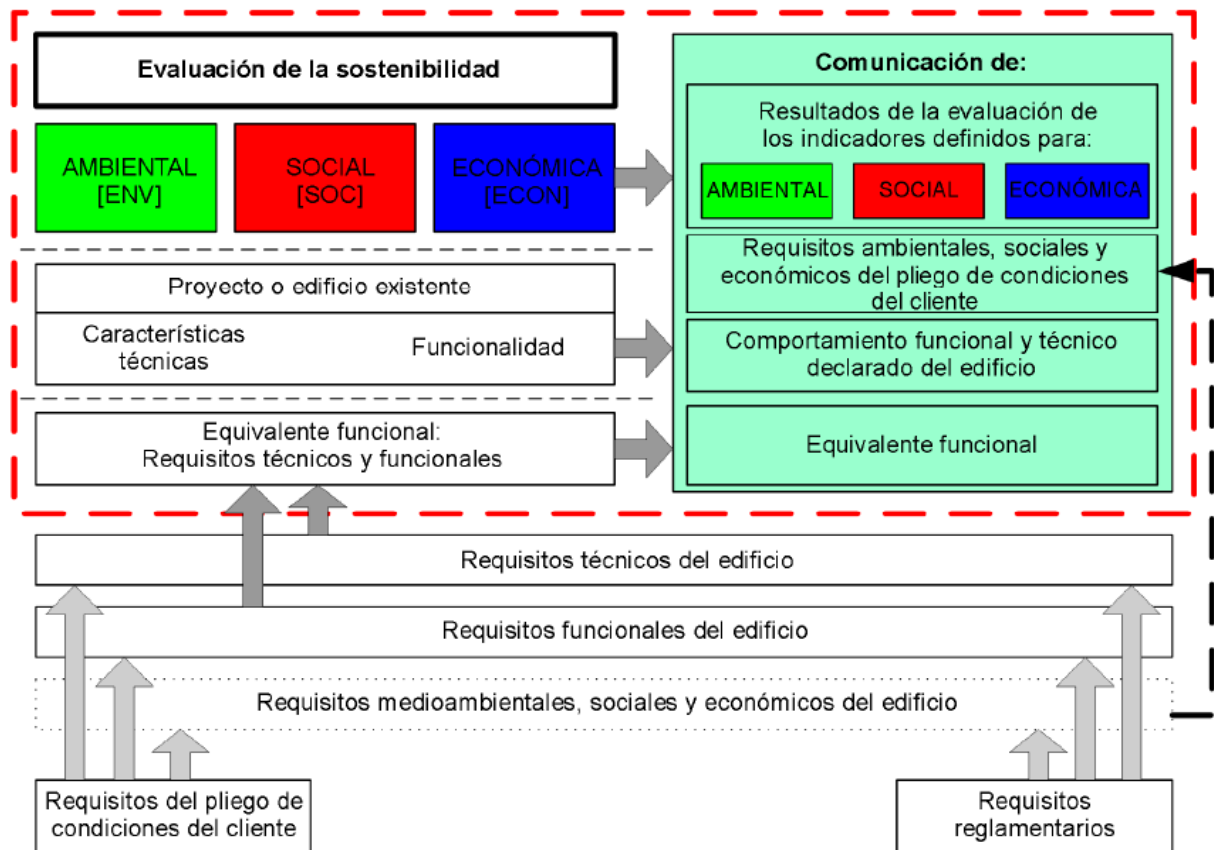 Evaluación de la sostenibilidad
AMBIENTAL
[ENV]
SOCIAL
[SOC]
ECONÓMICA
[ECON]
Proyecto o edificio existente
Características
técnicas
Funcionalidad
Equivalente funcional:
Requisitos técnicos y funcionales
Comunicación de:
Resultados de la evaluación de
los indicadores definidos para:
AMBIENTAL
SOCIAL
ECONÓMICA
Requisitos ambientales, sociales y
económicos del pliego de condiciones
del cliente
Comportamiento funcional y técnico
declarado del edificio
Equivalente funcional
Requisitos técnicos del edificio
Requisitos funcionales del edificio
Requisitos medioambientales, sociales y económicos del edificio
Requisitos del pliego de
condiciones del cliente
Requisitos
reglamentarios